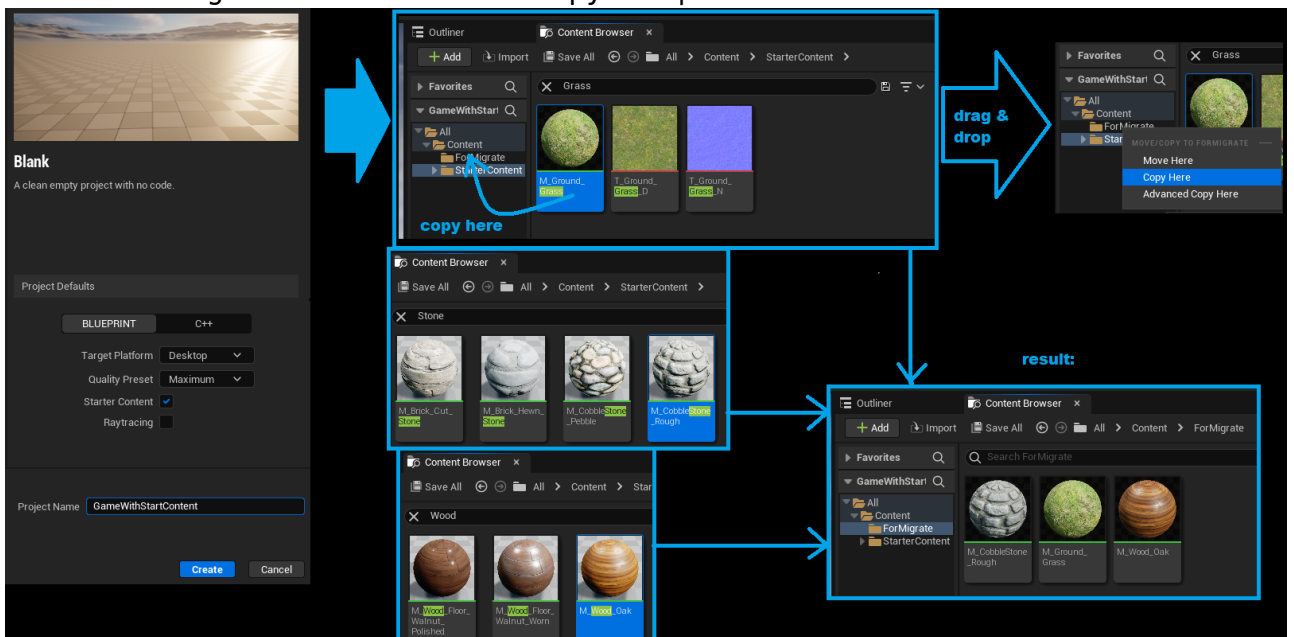 Blank
A clean empty project with no code.
Project Defaults
BLUEPRINT
C++
Target Platform
Desktop
Quality Preset
Maximum
Starter Content
Raytracing
Project Name
GameWithStartContent
Create
Cancel
Outliner
Content Browser
Add
Import
Save All
All
Content
StarterContent
Favorites
Grass
GameWithStart
All
Content
ForMigrate
StarterContent
M_Ground_
Grass
T_Ground_
Grass_D
T_Ground_
Grass_N
copy here
drag &
drop
Favorites
Grass
GameWithStart
All
Content
ForMigrate
Star
MOVE/COPY TO FORMIGRATE
Move Here
Copy Here
Advanced Copy Here
Content Browser
Save All
All
Content
StarterContent
Stone
M_Brick_Cut_
Stone
M_Brick_Hewn_
Stone
M_CobbleStone
_Pebble
M_CobbleStone
_Rough
Content Browser
Save All
All
Content
Star
Wood
M_Wood_Floor_
Walnut_
Polished
M_Wood_Floor_
Walnut_Worn
M_Wood_Oak
result:
Outliner
Content Browser
Add
Import
Save All
All
Content
ForMigrate
Favorites
Search ForMigrate
GameWithStart
All
Content
ForMigrate
StarterContent
M_CobbleStone
_Rough
M_Ground_
Grass
M_Wood_Oak